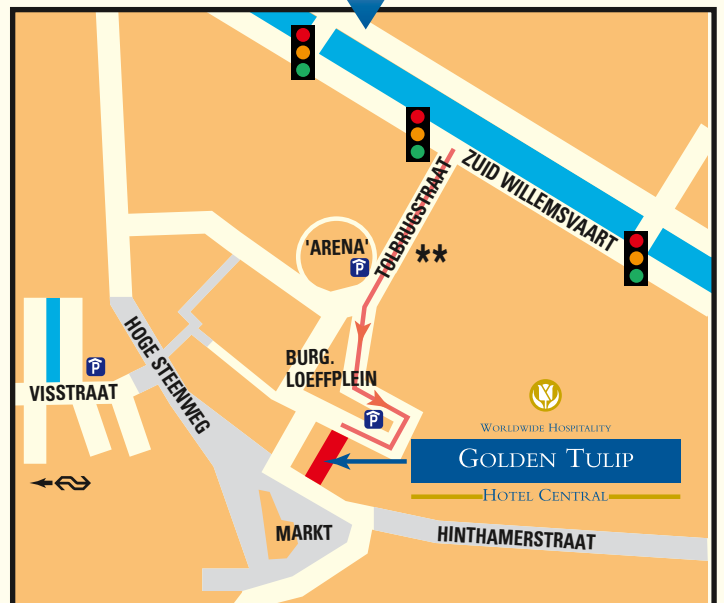 ZUID WILLEMSVAART
TOLBRUGSTRAAT
**
'ARENA'
P
HOGE STEENWEG
BURG.
LOEFFPLEIN
P
VISSTRAAT
P
WORLDWIDE HOSPITALITY
GOLDEN TULIP
HOTEL CENTRAL
MARKT
HINTHAMERSTRAAT